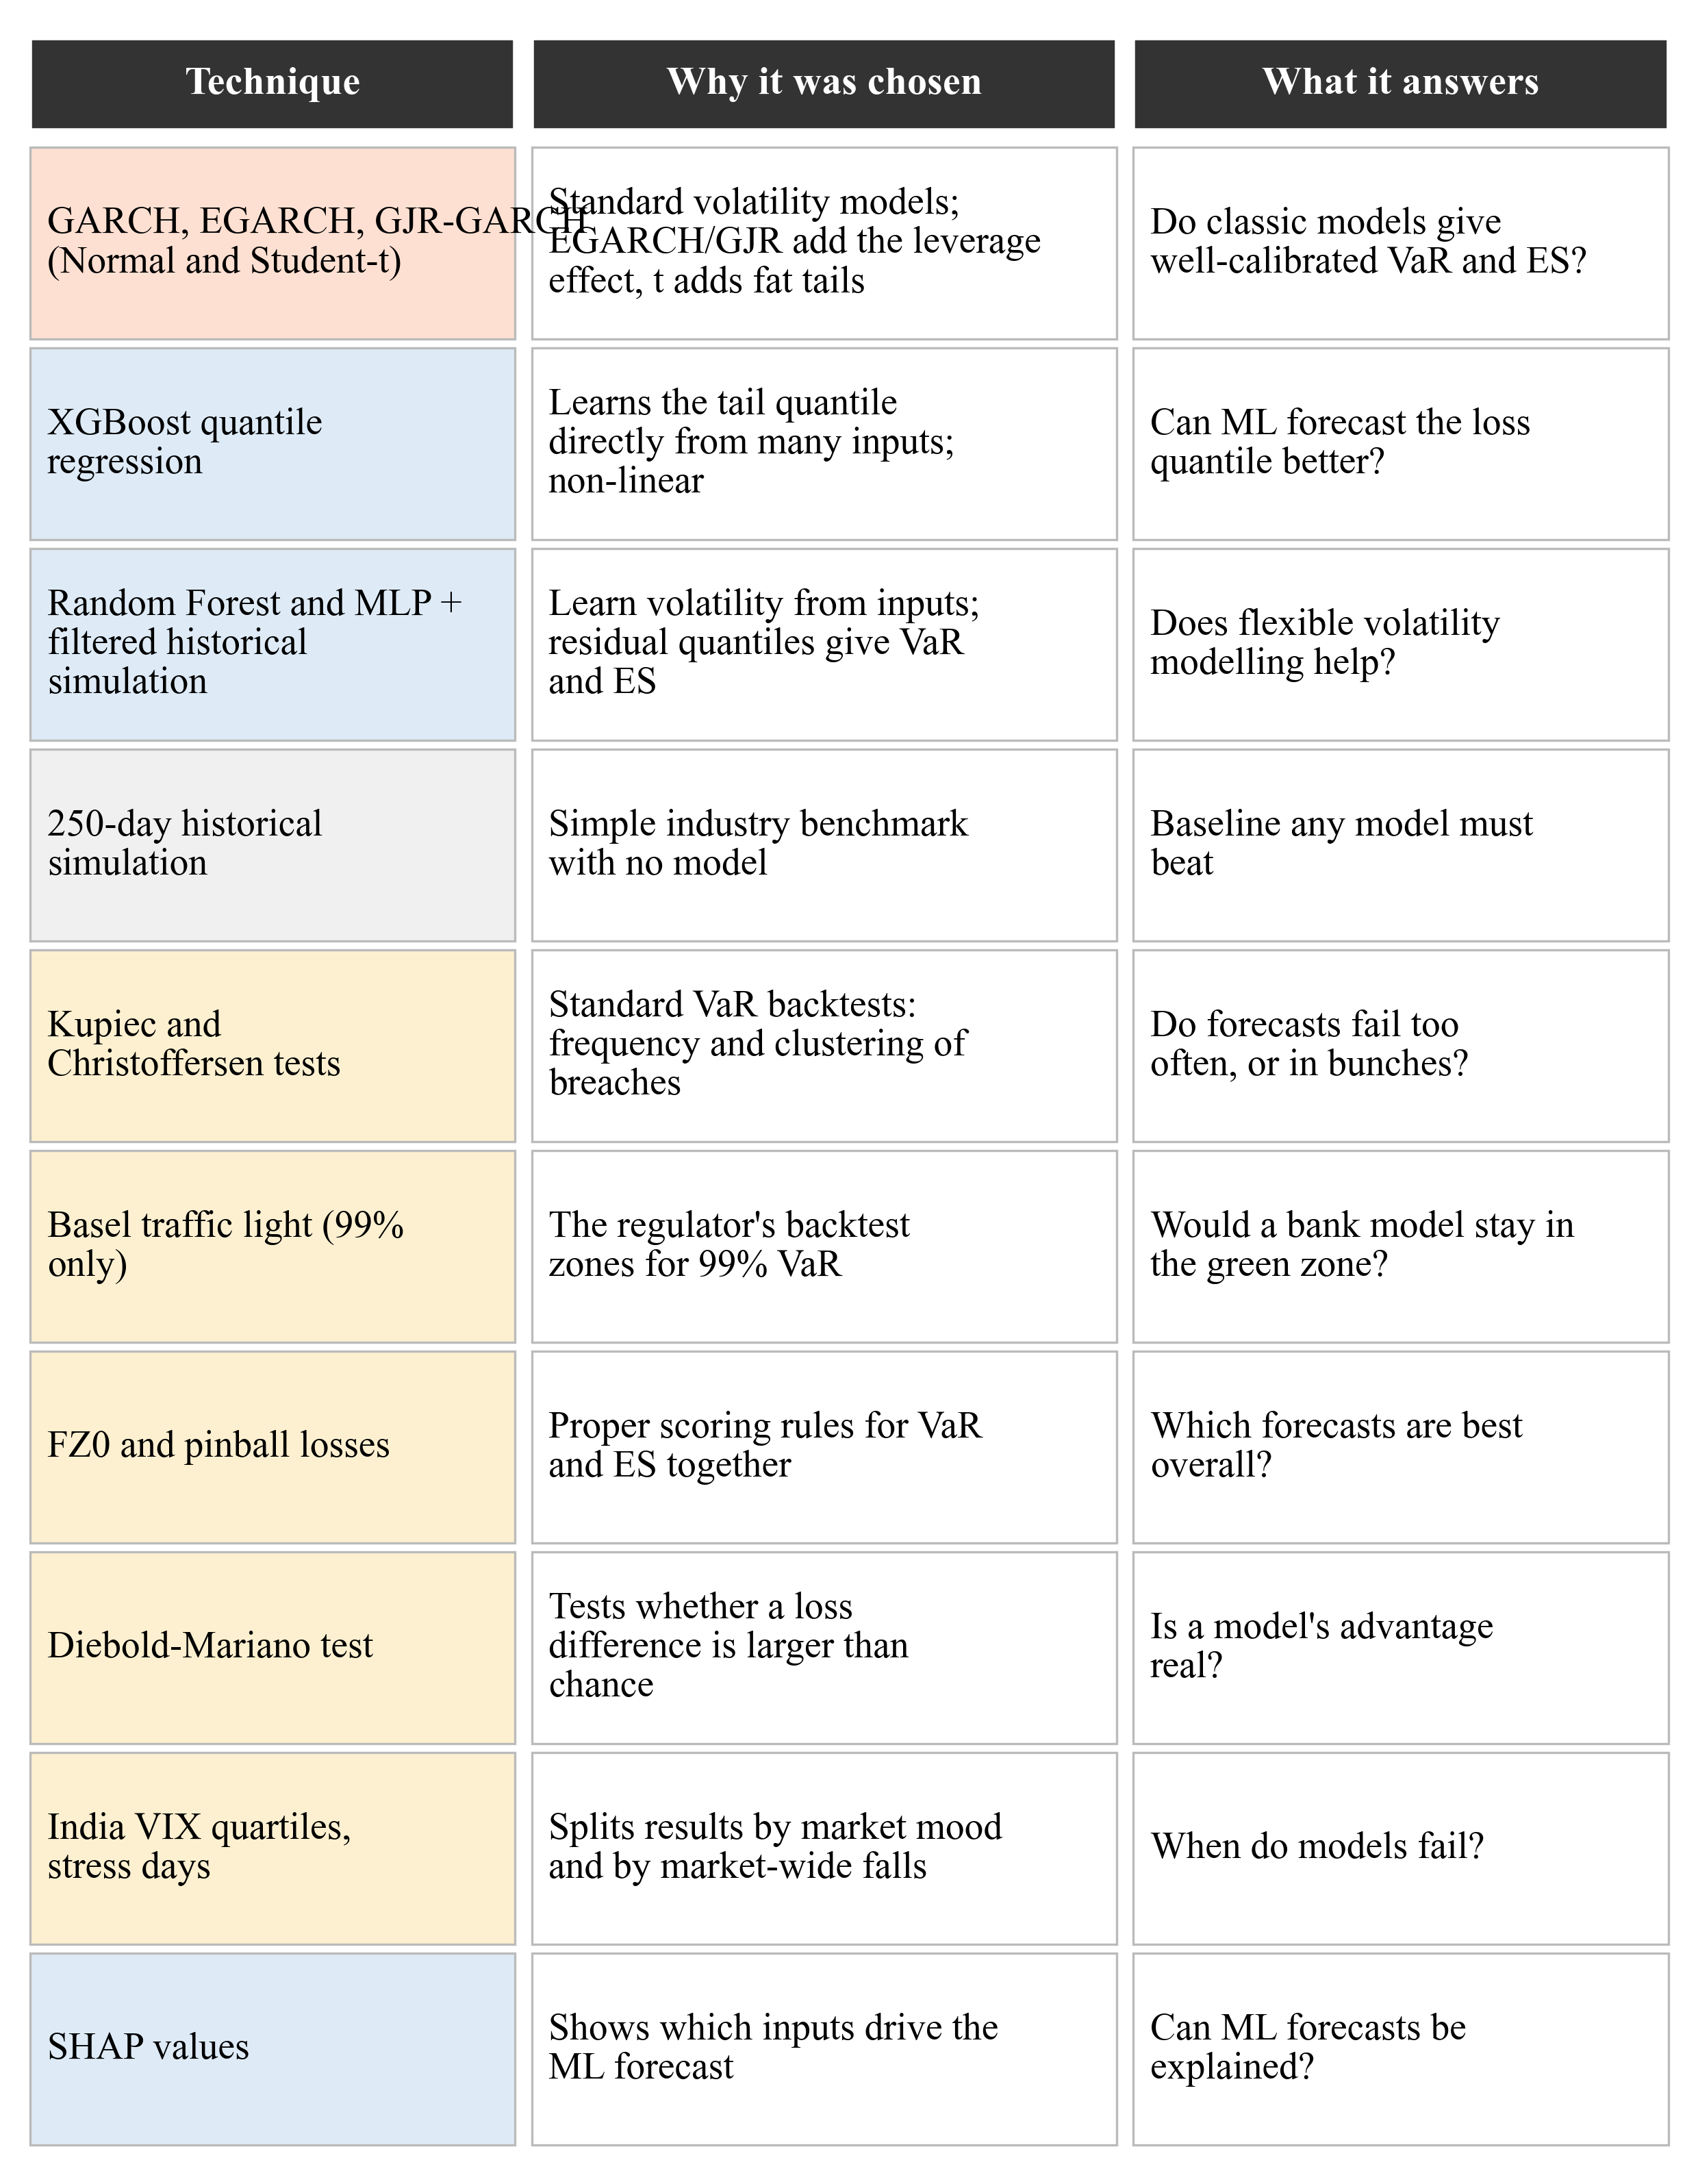 Technique
Why it was chosen
What it answers
GARCH, EGARCH, GJR-GARCH
(Normal and Student-t)
Standard volatility models;
EGARCH/GJR add the leverage
effect, t adds fat tails
Do classic models give
well-calibrated VaR and ES?
XGBoost quantile
regression
Learns the tail quantile
directly from many inputs;
non-linear
Can ML forecast the loss
quantile better?
Random Forest and MLP +
filtered historical
simulation
Learn volatility from inputs;
residual quantiles give VaR
and ES
Does flexible volatility
modelling help?
250-day historical
simulation
Simple industry benchmark
with no model
Baseline any model must
beat
Kupiec and
Christoffersen tests
Standard VaR backtests:
frequency and clustering of
breaches
Do forecasts fail too
often, or in bunches?
Basel traffic light (99%
only)
The regulator's backtest
zones for 99% VaR
Would a bank model stay in
the green zone?
FZ0 and pinball losses
Proper scoring rules for VaR
and ES together
Which forecasts are best
overall?
Diebold-Mariano test
Tests whether a loss
difference is larger than
chance
Is a model's advantage
real?
India VIX quartiles,
stress days
Splits results by market mood
and by market-wide falls
When do models fail?
SHAP values
Shows which inputs drive the
ML forecast
Can ML forecasts be
explained?